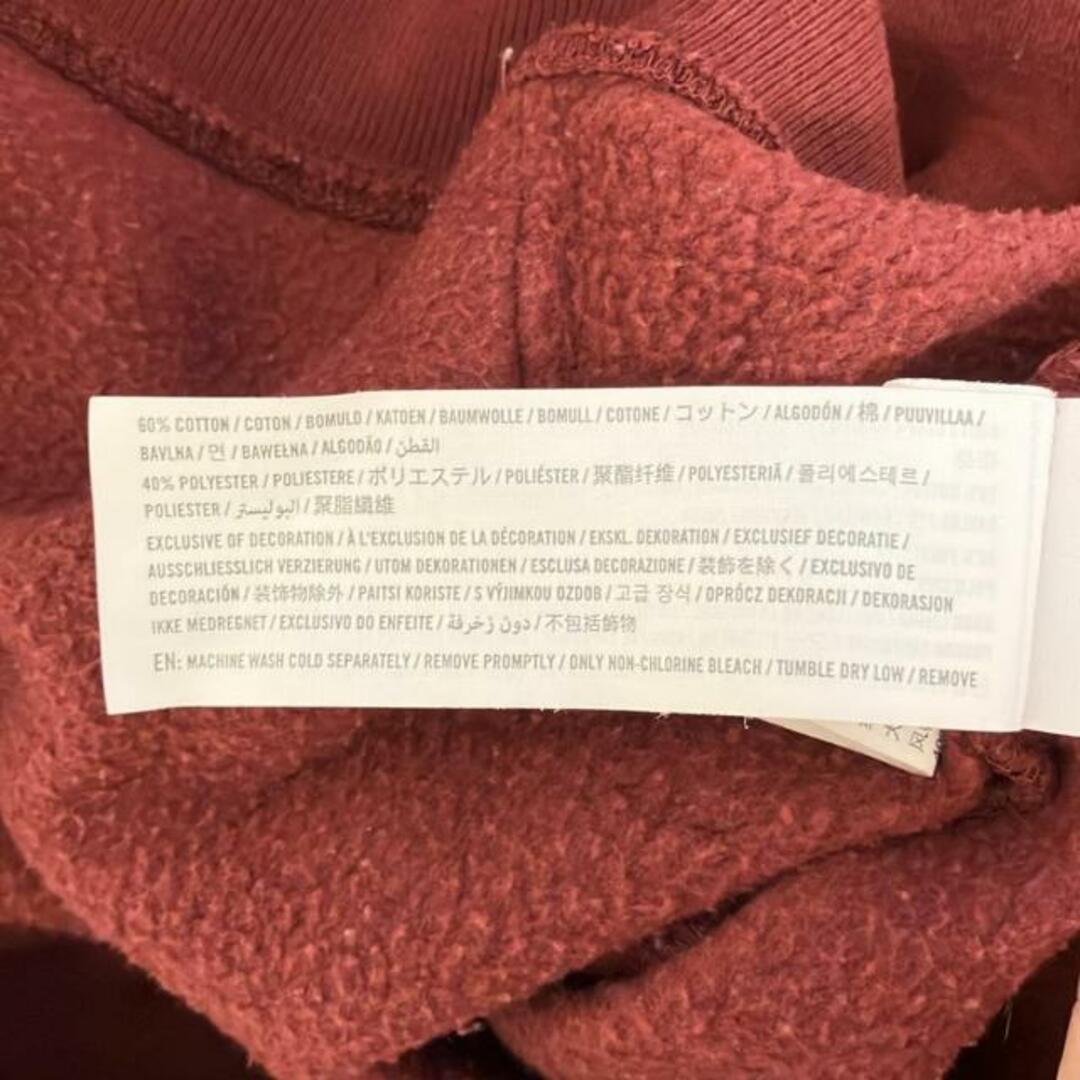 60% COTTON / COTON / BOMULD / KATOEN / BAUMWOLLE / BOMULL / COTONE / コットン / ALGODÓN / 棉 / PUUVILLAA /
BAVLNA / 면 / BAWEŁNA / ALGODÃO / القطن
40% POLYESTER / POLIESTERE / ポリエステル / POLIÉSTER / 聚酯纤维 / POLYESTERIÄ / 폴리에스테르 /
POLIESTER / البوليستر / 聚脂纖維
EXCLUSIVE OF DECORATION / À L'EXCLUSION DE LA DÉCORATION / EKSKL. DEKORATION / EXCLUSIEF DECORATIE /
AUSSCHLIESSLICH VERZIERUNG / UTOM DEKORATIONEN / ESCLUSA DECORAZIONE / 装飾を除く / EXCLUSIVO DE
DECORACIÓN / 装饰物除外 / PAITSI KORISTE / S VÝJIMKOU OZDOB / 고급 장식 / OPRÓCZ DEKORACJI / DEKORASJON
IKKE MEDREGNET / EXCLUSIVO DO ENFEITE / دون زخرفة / 不包括飾物
EN: MACHINE WASH COLD SEPARATELY / REMOVE PROMPTLY / ONLY NON-CHLORINE BLEACH / TUMBLE DRY LOW / REMOVE